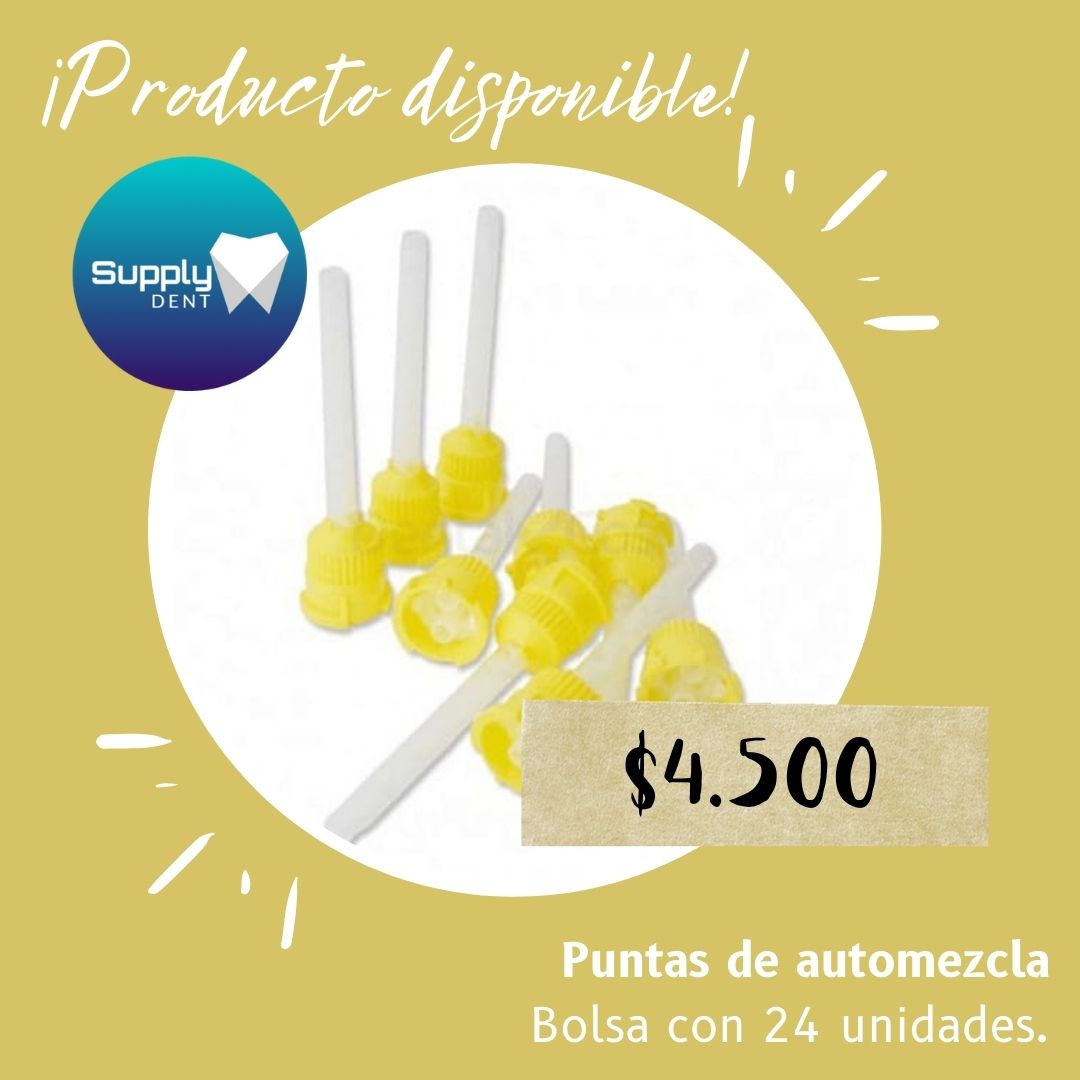 ¡Producto disponible!
Supply
DENT
$4.500
Puntas de automezcla
Bolsa con 24 unidades.